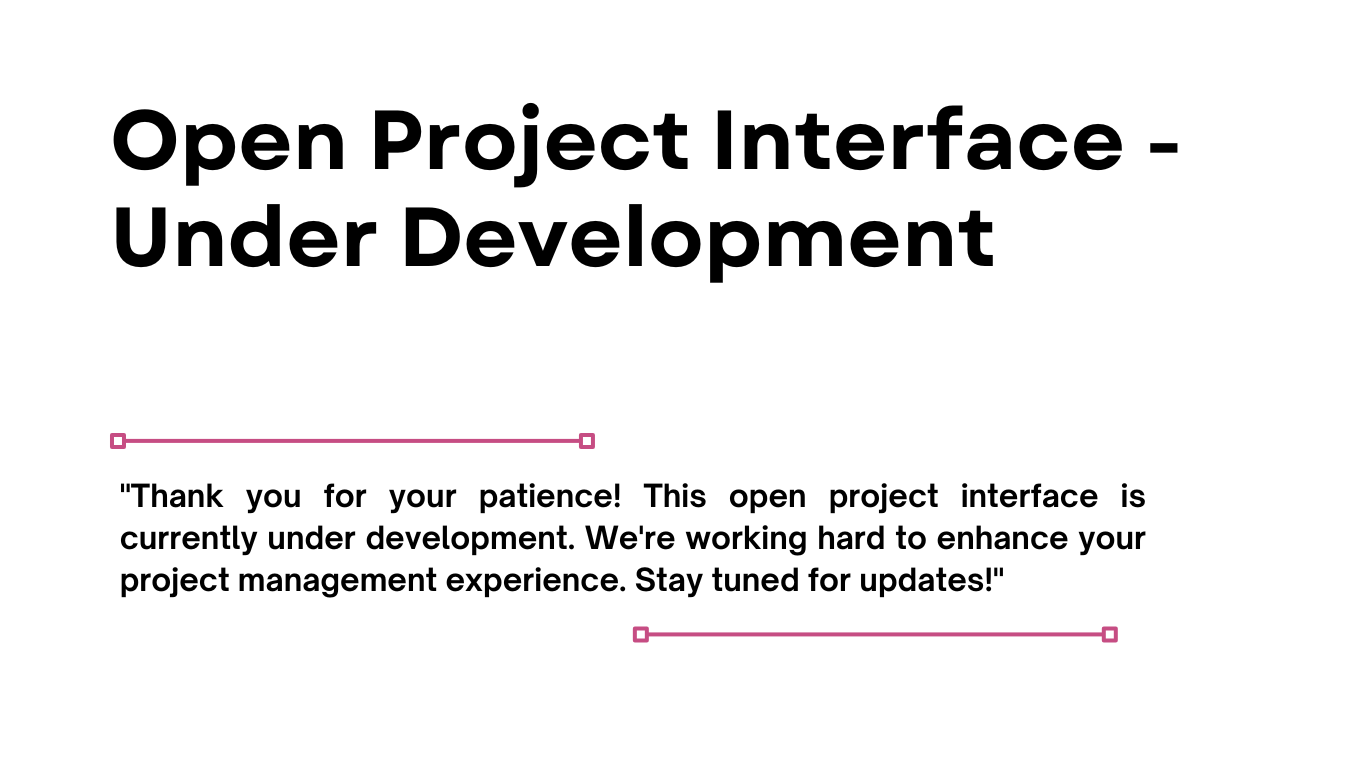 Open Project Interface -
Under Development
"Thank you for your patience! This open project interface is
currently under development. We're working hard to enhance your
project management experience. Stay tuned for updates!"